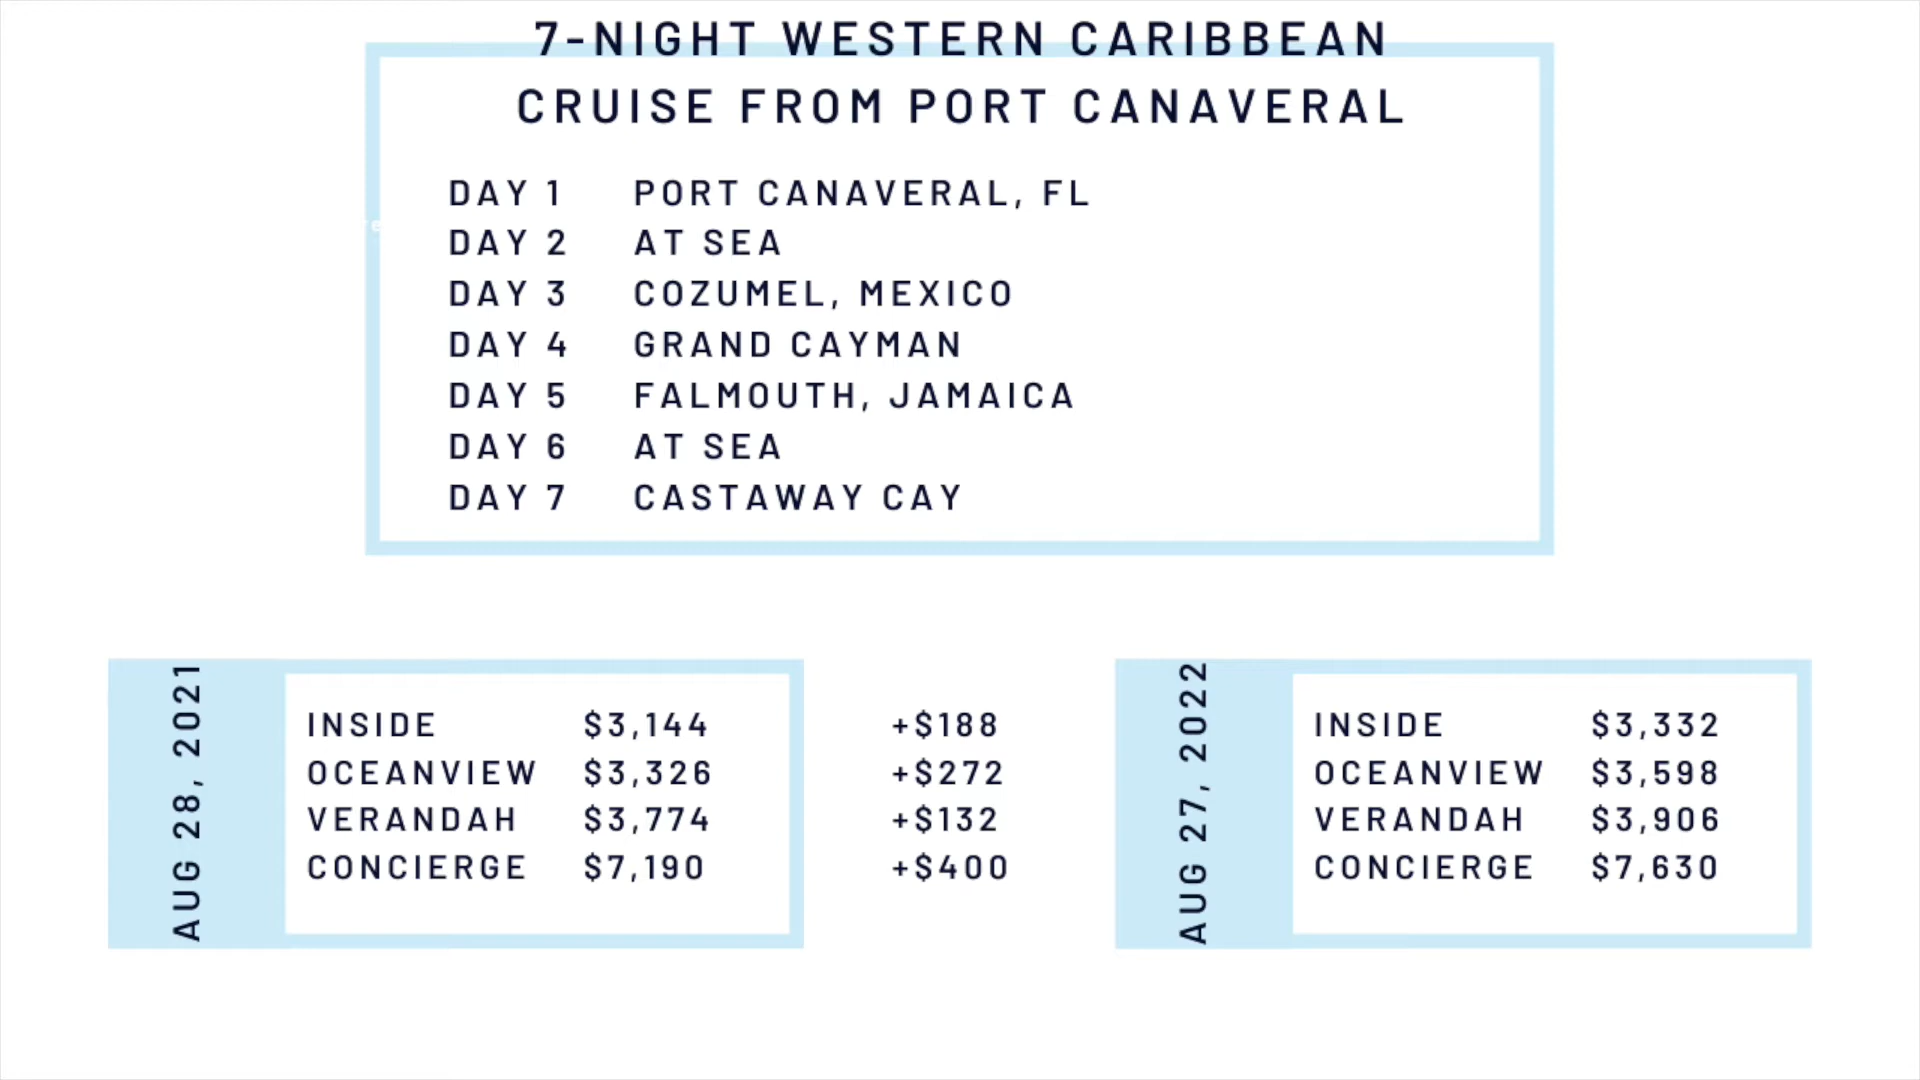 7-NIGHT WESTERN CARIBBEAN
CRUISE FROM PORT CANAVERAL
DAY 1 PORT CANAVERAL, FL
DAY 2 AT SEA
DAY 3 COZUMEL, MEXICO
DAY 4 GRAND CAYMAN
DAY 5 FALMOUTH, JAMAICA
DAY 6 AT SEA
DAY 7 CASTAWAY CAY
AUG 28, 2021
INSIDE $3,144
OCEANVIEW $3,326
VERANDAH $3,774
CONCIERGE $7,190
+$188
+$272
+$132
+$400
AUG 27, 2022
INSIDE $3,332
OCEANVIEW $3,598
VERANDAH $3,906
CONCIERGE $7,630